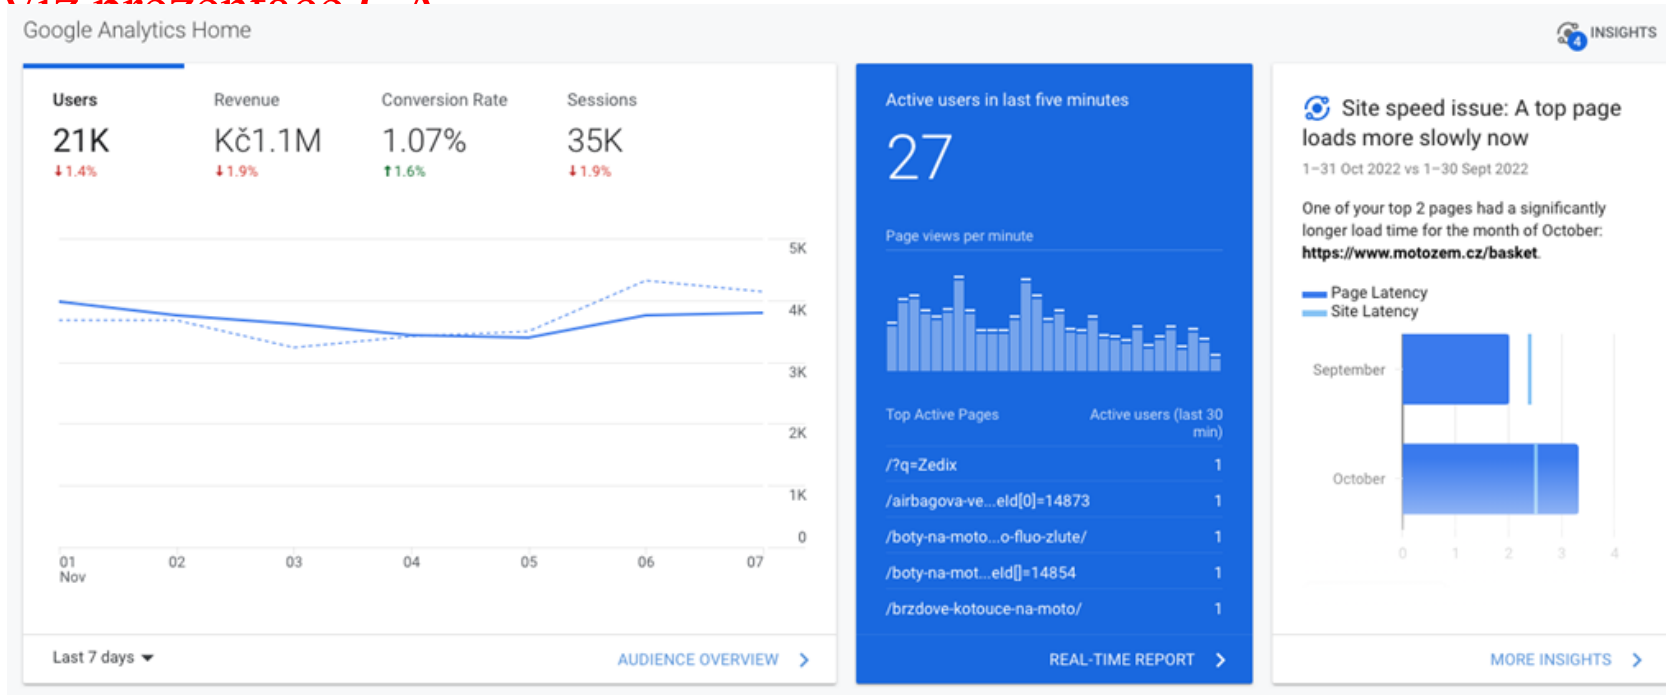 Google Analytics Home
INSIGHTS
4
Users
21K
1.4%
Revenue
Kč1.1M
1.9%
Conversion Rate
1.07%
1.6%
Sessions
35K
1.9%
5K
4K
3K
2K
1K
0
01
Nov
02
03
04
05
06
07
Last 7 days
AUDIENCE OVERVIEW
Active users in last five minutes
27
Page views per minute
Top Active Pages
Active users (last 30
min)
/?q=Zedix 1
/airbagova-ve...eld[0]=14873 1
/boty-na-moto...o-fluo-zlute/ 1
/boty-na-mot...eld[]=14854 1
/brzdove-kotouce-na-moto/ 1
REAL-TIME REPORT
Site speed issue: A top page
loads more slowly now
1–31 Oct 2022 vs 1–30 Sept 2022
One of your top 2 pages had a significantly
longer load time for the month of October:
https://www.motozem.cz/basket.
Page Latency
Site Latency
September
October
0 1 2 3 4
MORE INSIGHTS